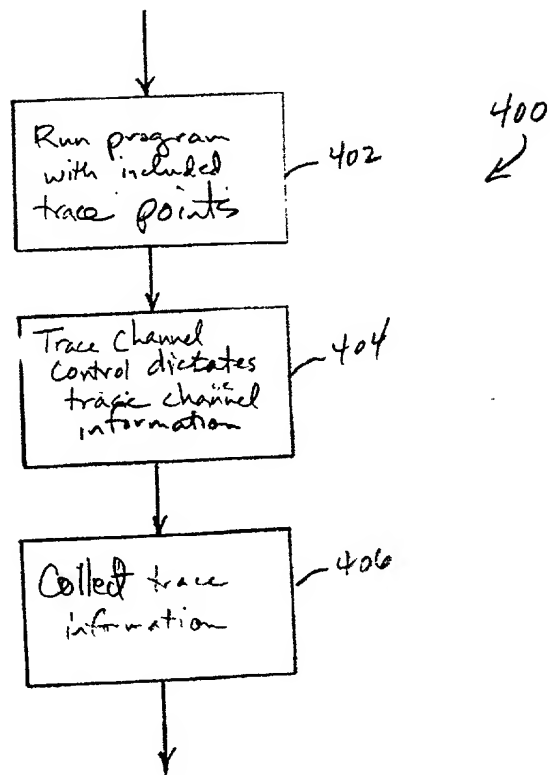 400
Run program
with included
trace points
402
Trace Channel
Control dictates
trace channel
information
404
Collect trace
information
406